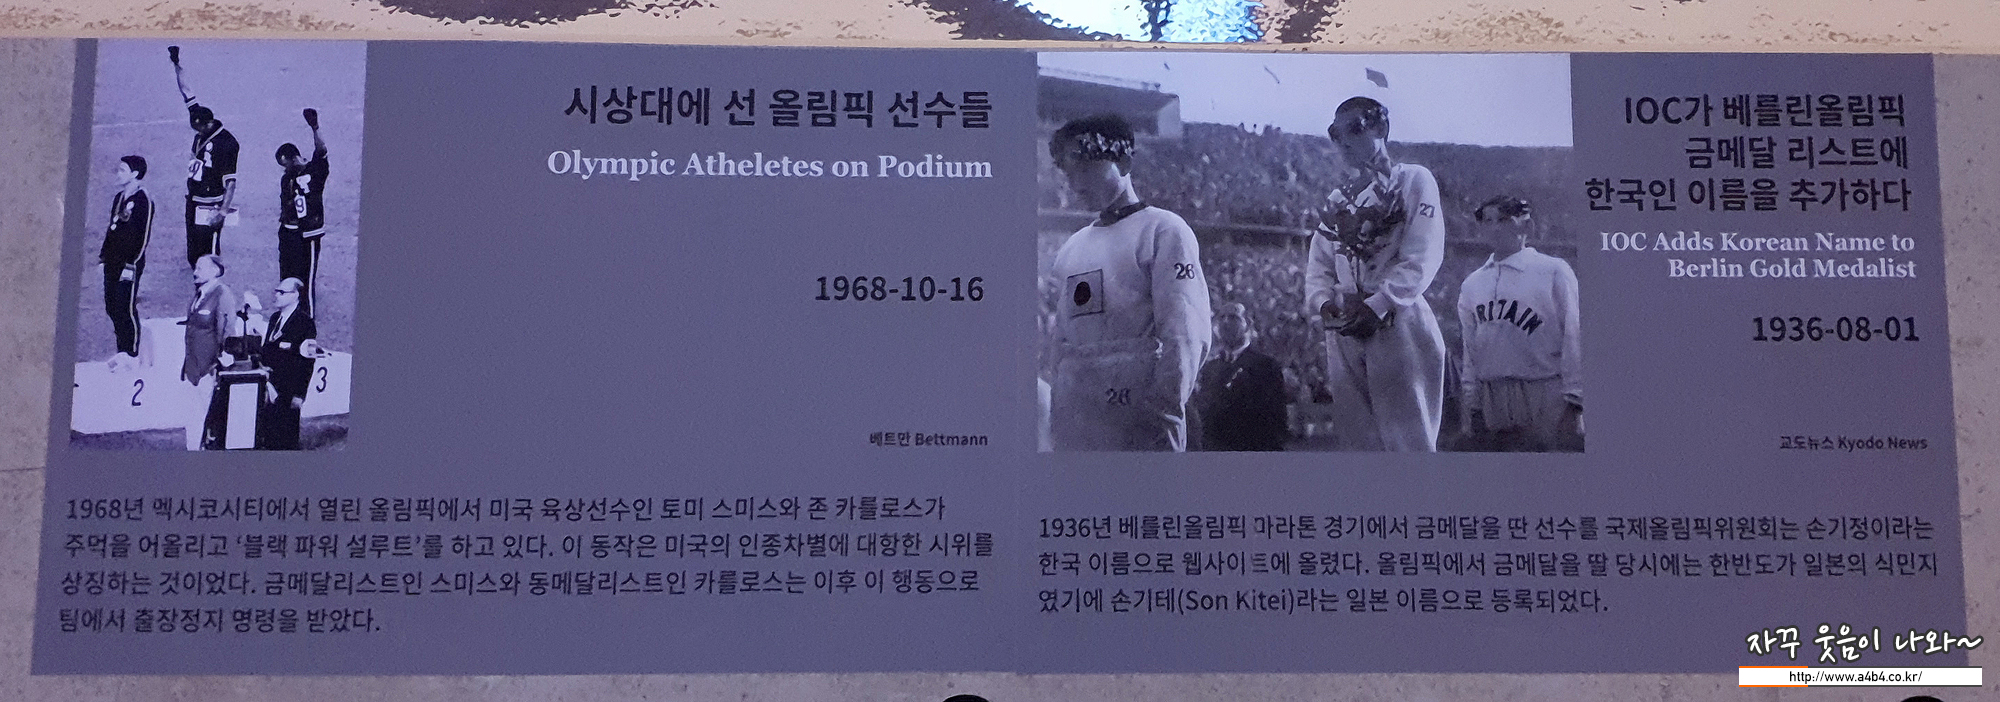 시상대에 선 올림픽 선수들
Olympic Atheletes on Podium
1968-10-16
베트만 Bettmann
1968년 멕시코시티에서 열린 올림픽에서 미국 육상선수인 토미 스미스와 존 카를로스가
주먹을 어올리고 ‘블랙 파워 설루트’를 하고 있다. 이 동작은 미국의 인종차별에 대항한 시위를
상징하는 것이었다. 금메달리스트인 스미스와 동메달리스트인 카를로스는 이후 이 행동으로
팀에서 출장정지 명령을 받았다.
2
3
9
IOC가 베를린올림픽
금메달 리스트에
한국인 이름을 추가하다
IOC Adds Korean Name to
Berlin Gold Medalist
1936-08-01
교도뉴스 Kyodo News
26
26
27
BRITAIN
1936년 베를린올림픽 마라톤 경기에서 금메달을 딴 선수를 국제올림픽위원회는 손기정이라는
한국 이름으로 웹사이트에 올렸다. 올림픽에서 금메달을 딸 당시에는 한반도가 일본의 식민지
였기에 손기테(Son Kitei)라는 일본 이름으로 등록되었다.
자꾸 웃음이 나와~
http://www.a4b4.co.kr/